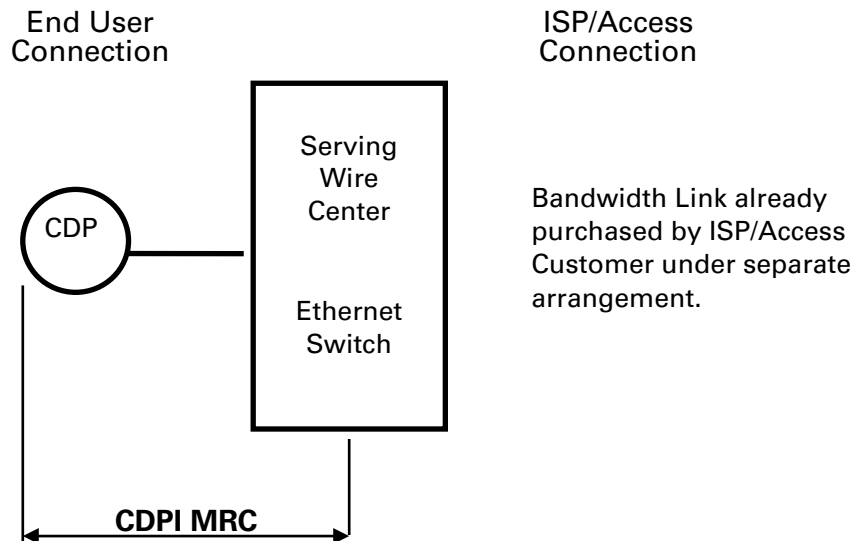 End User
Connection
ISP/Access
Connection
Serving
Wire
Center
CDP
Ethernet
Switch
Bandwidth Link already
purchased by ISP/Access
Customer under separate
arrangement.
CDPI MRC